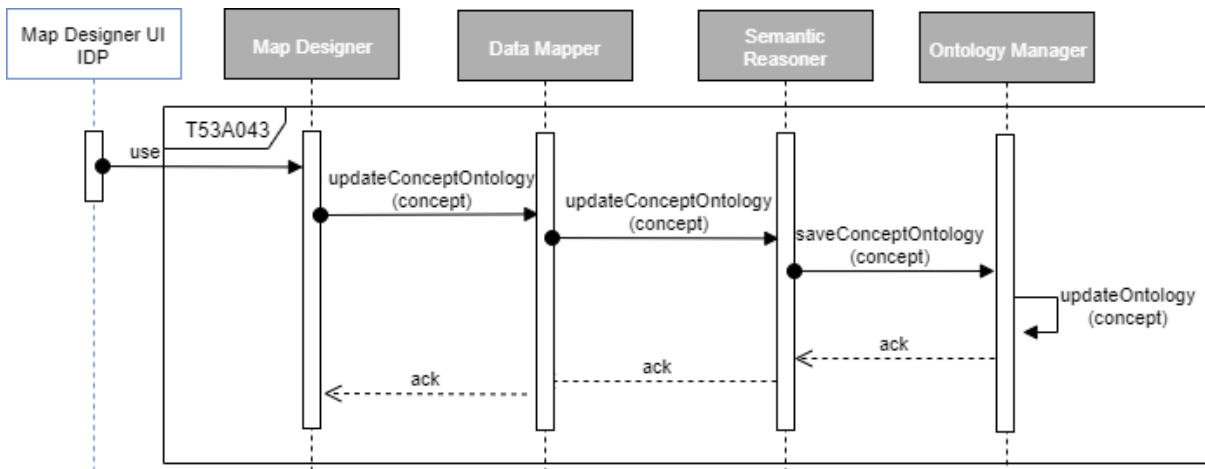 Map Designer UI
IDP
Map Designer
Data Mapper
Semantic
Reasoner
Ontology Manager
T53A043
use
updateConceptOntology
(concept)
updateConceptOntology
(concept)
saveConceptOntology
(concept)
updateOntology
(concept)
ack
ack
ack